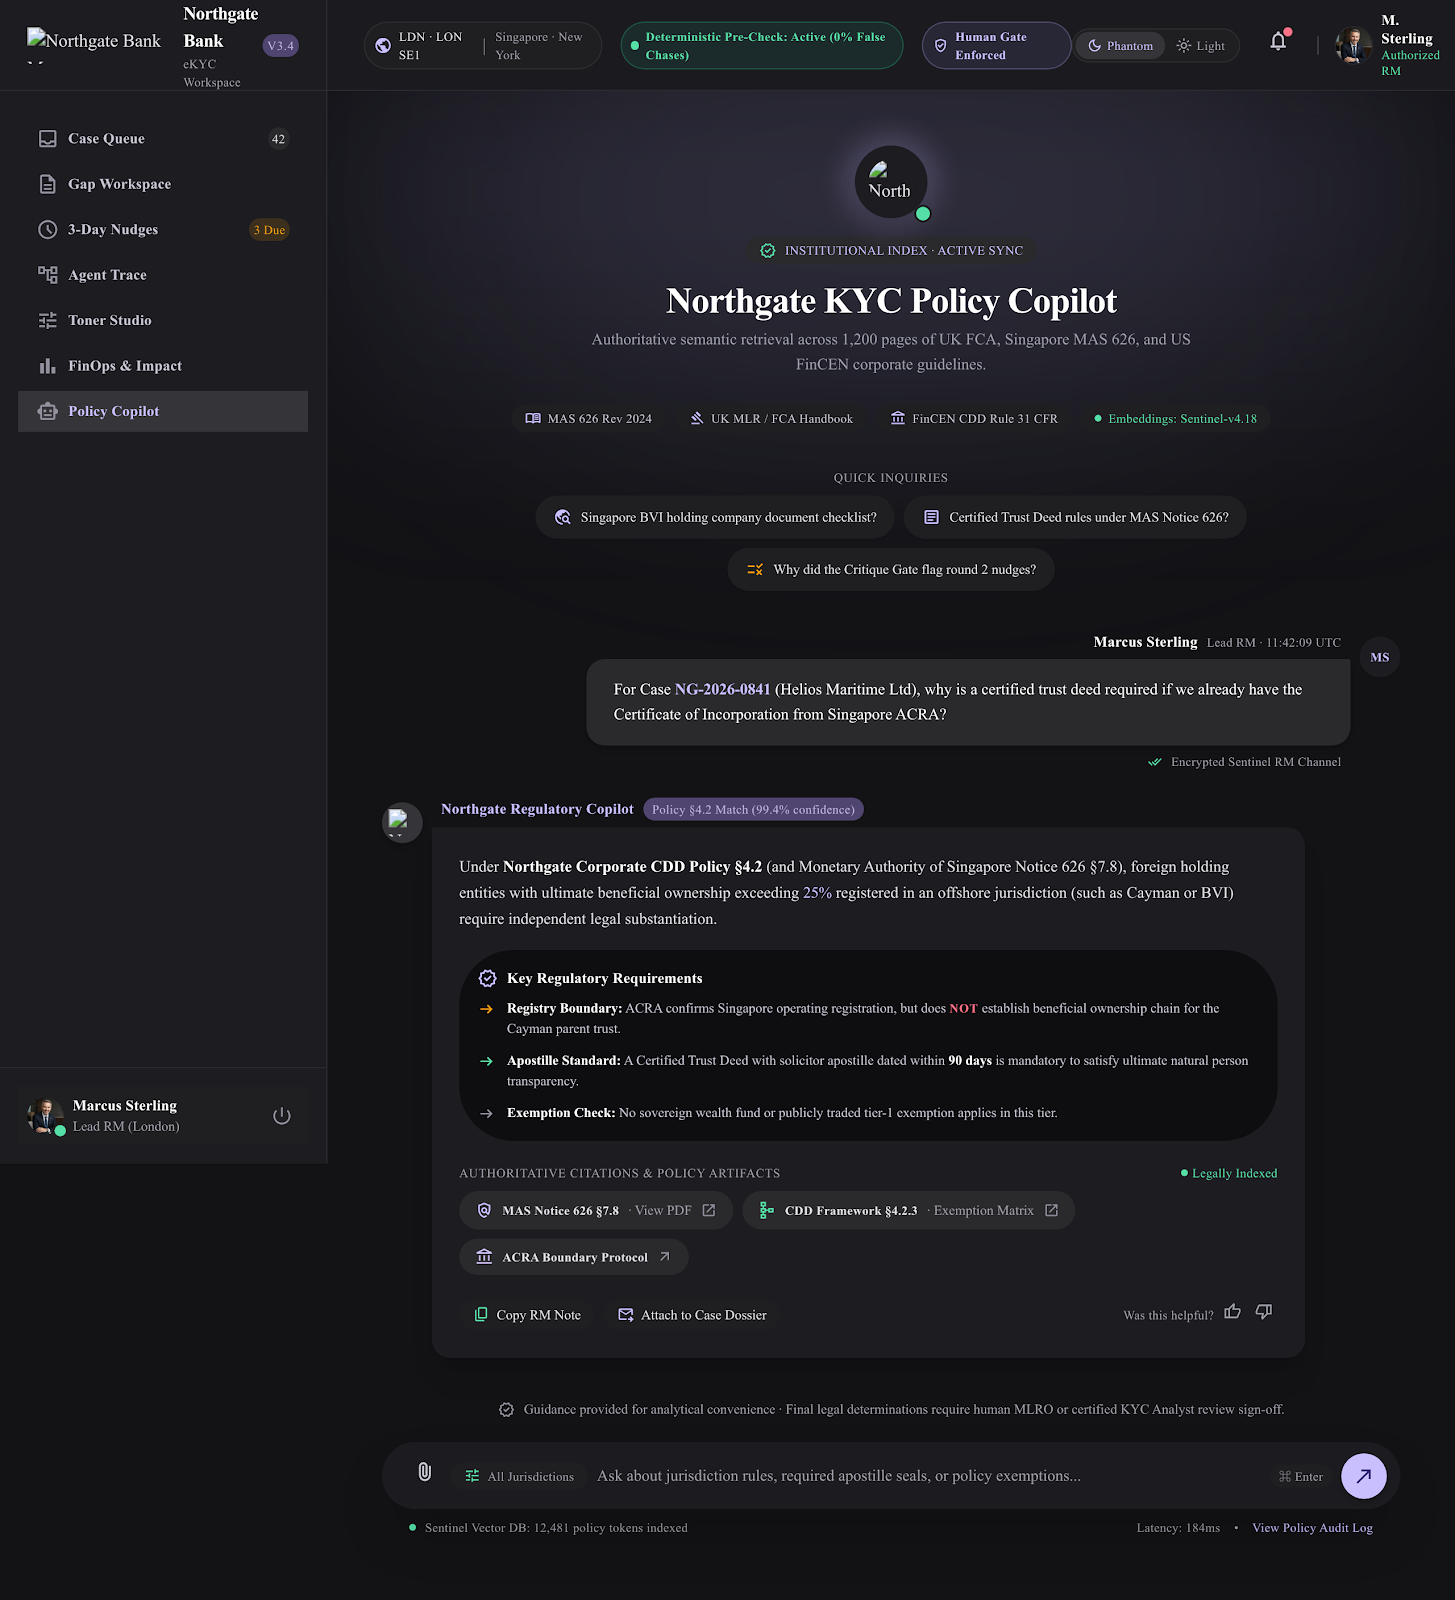 Northgate Bank
Northgate
Bank
eKYC
Workspace
V3.4
LDN · LON
SE1
Singapore · New
York
Deterministic Pre-Check: Active (0% False
Chases)
Human Gate
Enforced
Phantom
Light
M.
Sterling
Authorized
RM
Case Queue
42
Gap Workspace
3-Day Nudges
3 Due
Agent Trace
Toner Studio
FinOps & Impact
Policy Copilot
Marcus Sterling
Lead RM (London)
North
INSTITUTIONAL INDEX · ACTIVE SYNC
Northgate KYC Policy Copilot
Authoritative semantic retrieval across 1,200 pages of UK FCA, Singapore MAS 626, and US
FinCEN corporate guidelines.
MAS 626 Rev 2024
UK MLR / FCA Handbook
FinCEN CDD Rule 31 CFR
Embeddings: Sentinel-v4.18
QUICK INQUIRIES
Singapore BVI holding company document checklist?
Certified Trust Deed rules under MAS Notice 626?
Why did the Critique Gate flag round 2 nudges?
Marcus Sterling Lead RM · 11:42:09 UTC
MS
For Case NG-2026-0841 (Helios Maritime Ltd), why is a certified trust deed required if we already have the
Certificate of Incorporation from Singapore ACRA?
Encrypted Sentinel RM Channel
Northgate Regulatory Copilot
Policy §4.2 Match (99.4% confidence)
Under Northgate Corporate CDD Policy §4.2 (and Monetary Authority of Singapore Notice 626 §7.8), foreign holding
entities with ultimate beneficial ownership exceeding 25% registered in an offshore jurisdiction (such as Cayman or BVI)
require independent legal substantiation.
Key Regulatory Requirements
Registry Boundary: ACRA confirms Singapore operating registration, but does NOT establish beneficial ownership chain for the
Cayman parent trust.
Apostille Standard: A Certified Trust Deed with solicitor apostille dated within 90 days is mandatory to satisfy ultimate natural person
transparency.
Exemption Check: No sovereign wealth fund or publicly traded tier-1 exemption applies in this tier.
AUTHORITATIVE CITATIONS & POLICY ARTIFACTS
Legally Indexed
MAS Notice 626 §7.8 · View PDF
CDD Framework §4.2.3 · Exemption Matrix
ACRA Boundary Protocol
Copy RM Note
Attach to Case Dossier
Was this helpful?
Guidance provided for analytical convenience · Final legal determinations require human MLRO or certified KYC Analyst review sign-off.
All Jurisdictions
Ask about jurisdiction rules, required apostille seals, or policy exemptions...
⌘ Enter
Sentinel Vector DB: 12,481 policy tokens indexed
Latency: 184ms
•
View Policy Audit Log